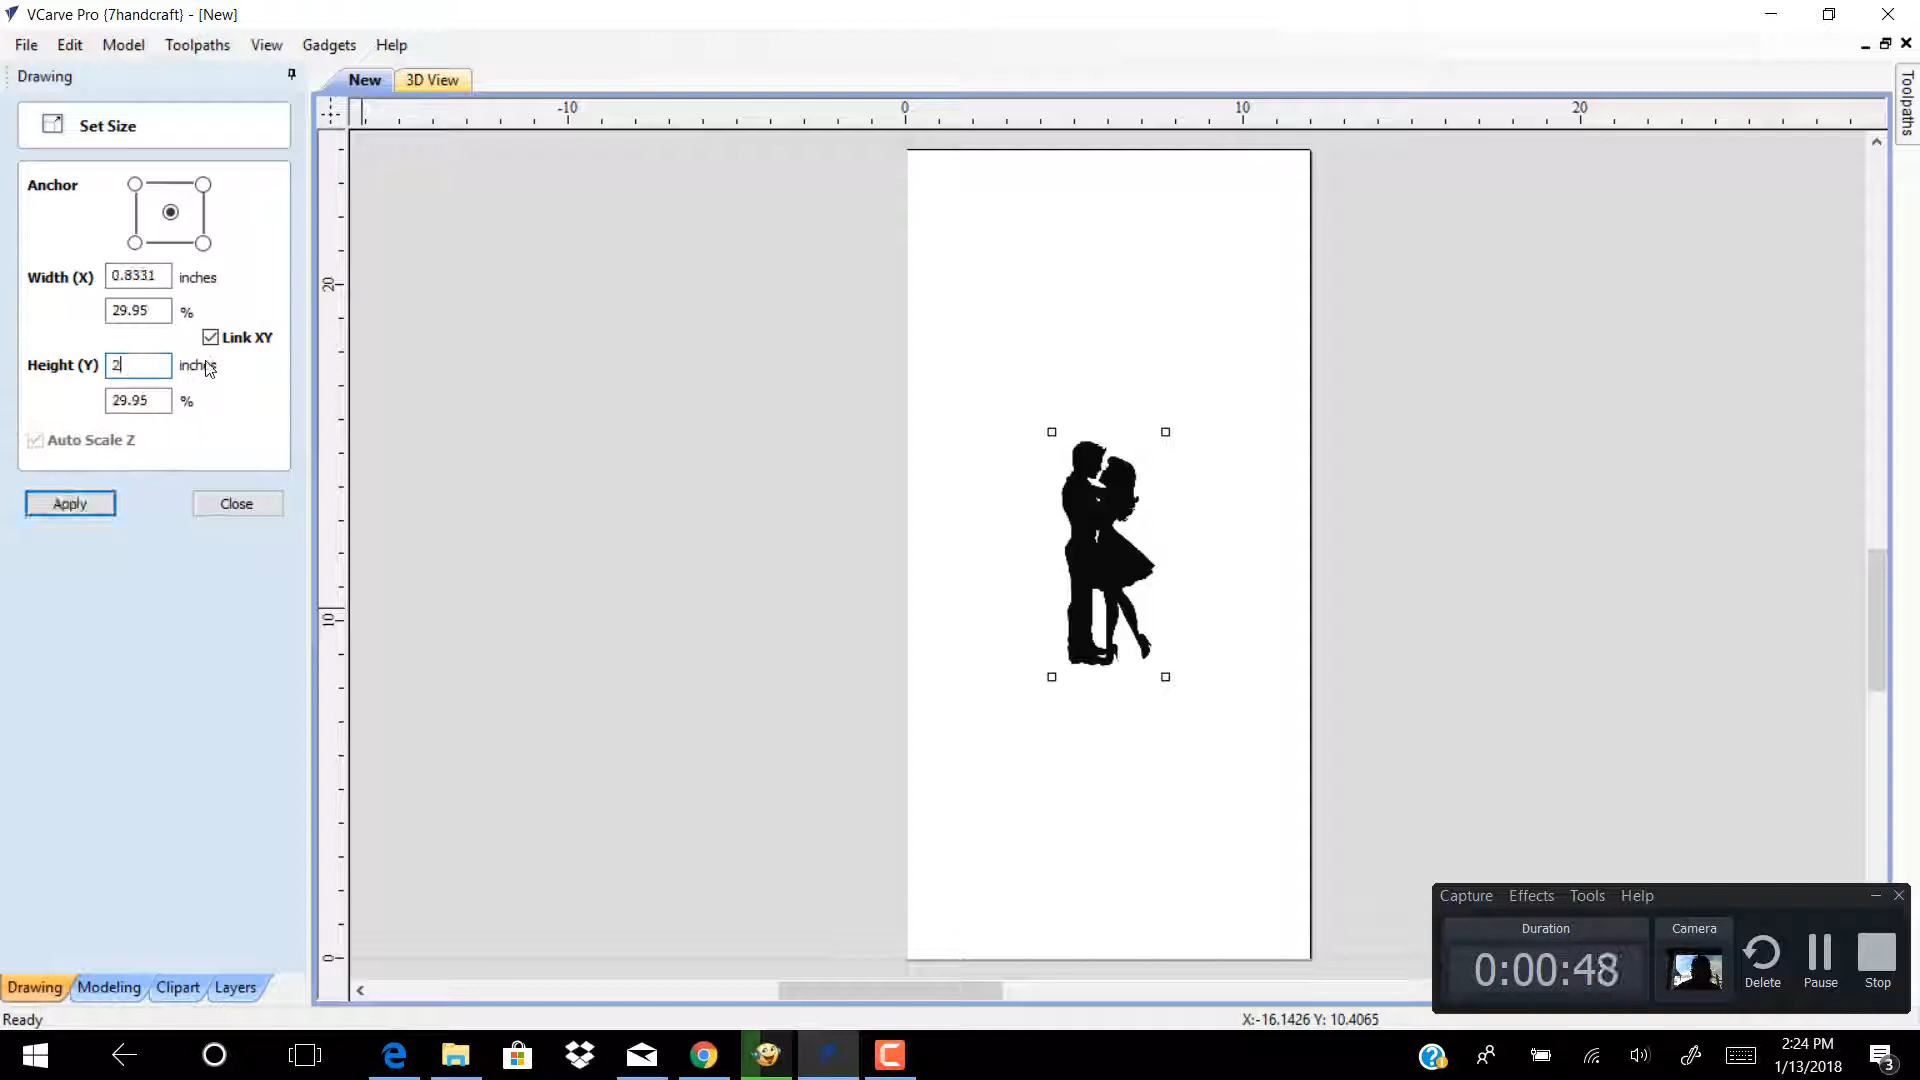 VCarve Pro {7handcraft} - [New]
File Edit Model Toolpaths View Gadgets Help
Drawing
New 3D View
Toolpaths
-10 0 10 20
Set Size
Anchor
Width (X) 0.8331 inches
29.95 %
Link XY
Height (Y) 2 inches
29.95 %
Auto Scale Z
Apply Close
20
10
0
Capture Effects Tools Help
Duration Camera
0:00:48
Delete Pause Stop
Drawing Modeling Clipart Layers
Ready X:-16.1426 Y: 10.4065
2:24 PM
1/13/2018
3